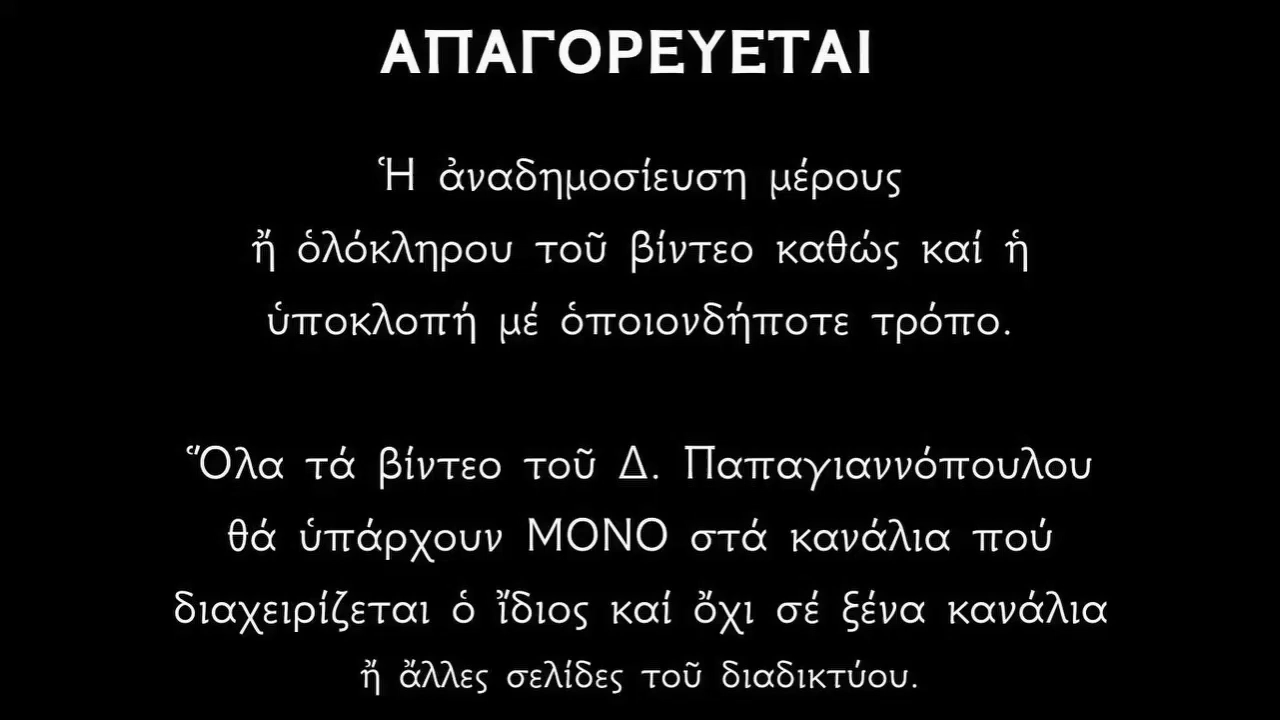 ΑΠΑΓΟΡΕΥΕΤΑΙ
Ἡ ἀναδημοσίευση μέρους
ἤ ὁλόκληρου τοῦ βίντεο καθώς καί ἡ
ὑποκλοπή μέ ὁποιονδήποτε τρόπο.
Ὅλα τά βίντεο τοῦ Δ. Παπαγιαννόπουλου
θά ὑπάρχουν ΜΟΝΟ στά κανάλια πού
διαχειρίζεται ὁ ἴδιος καί ὄχι σέ ξένα κανάλια
ἤ ἄλλες σελίδες τοῦ διαδικτύου.